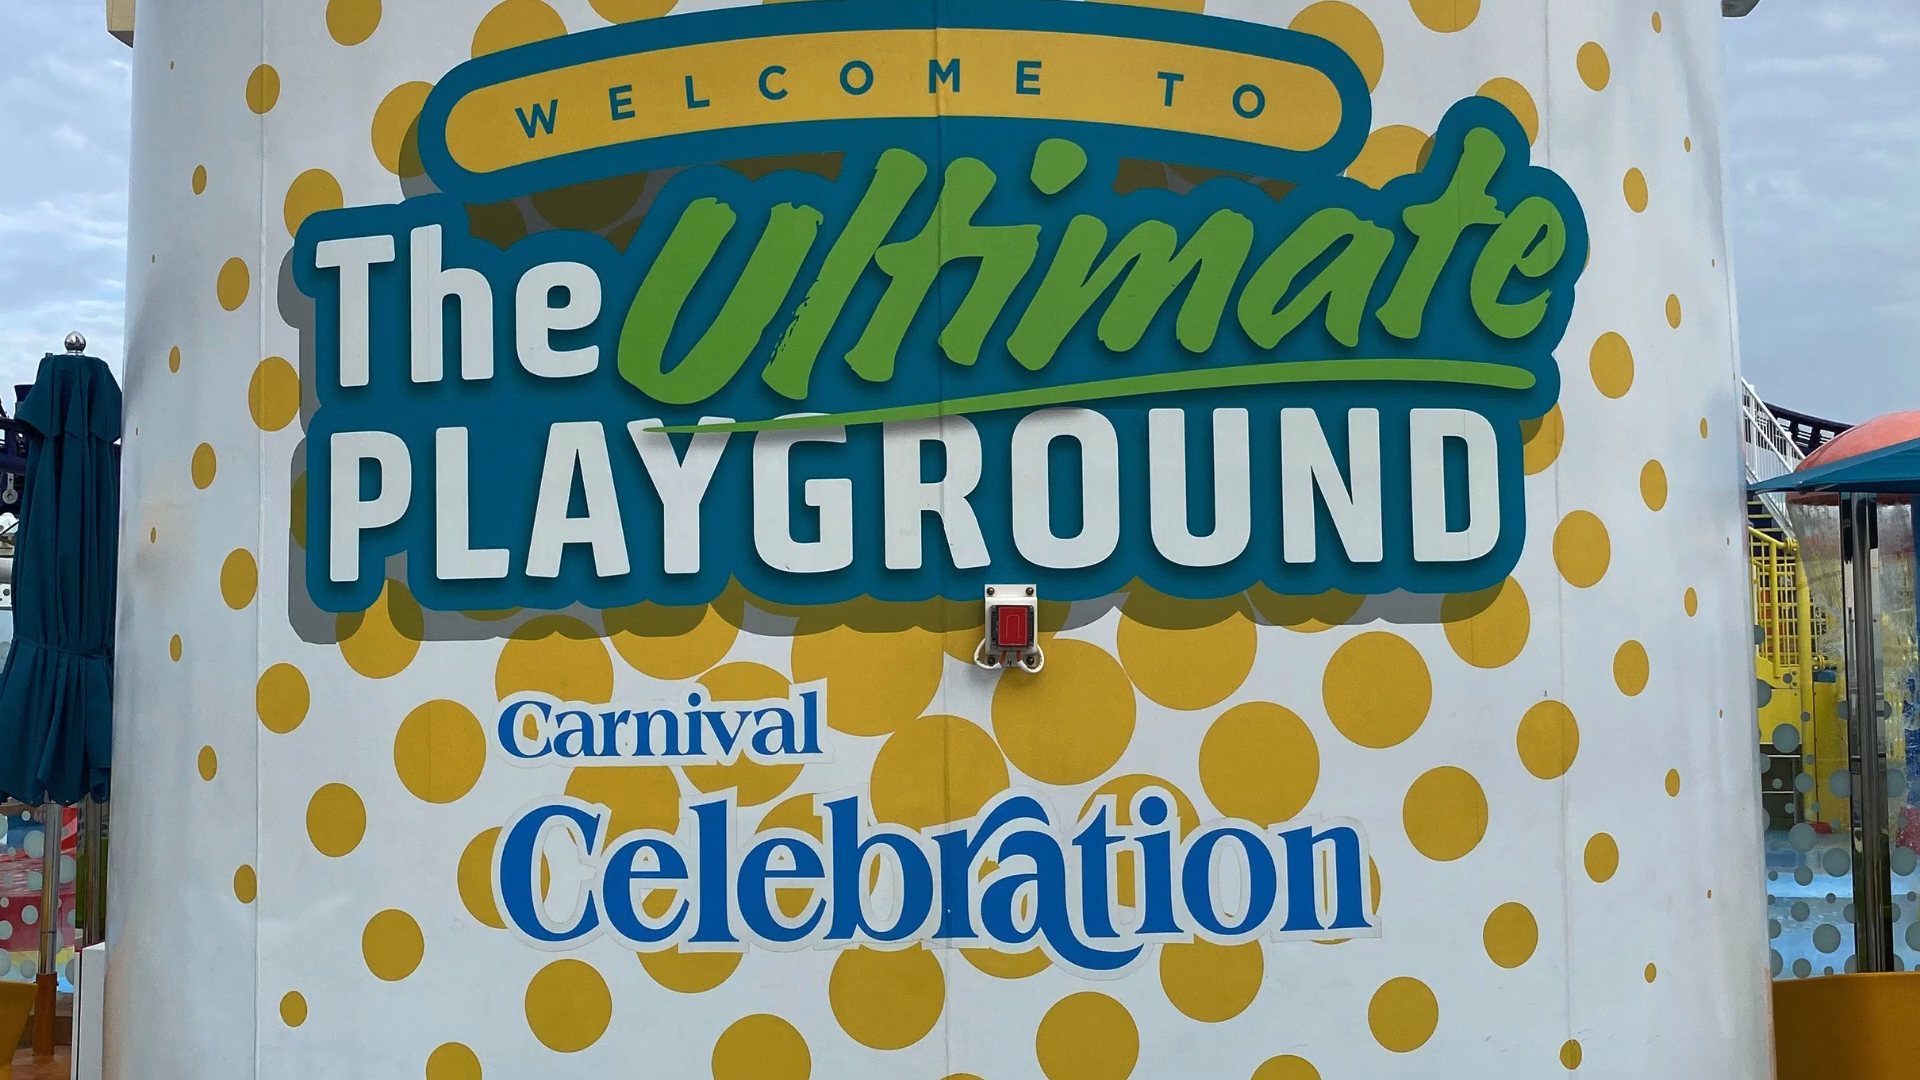 WELCOME TO
The Ultimate
PLAYGROUND
Carnival
Celebration